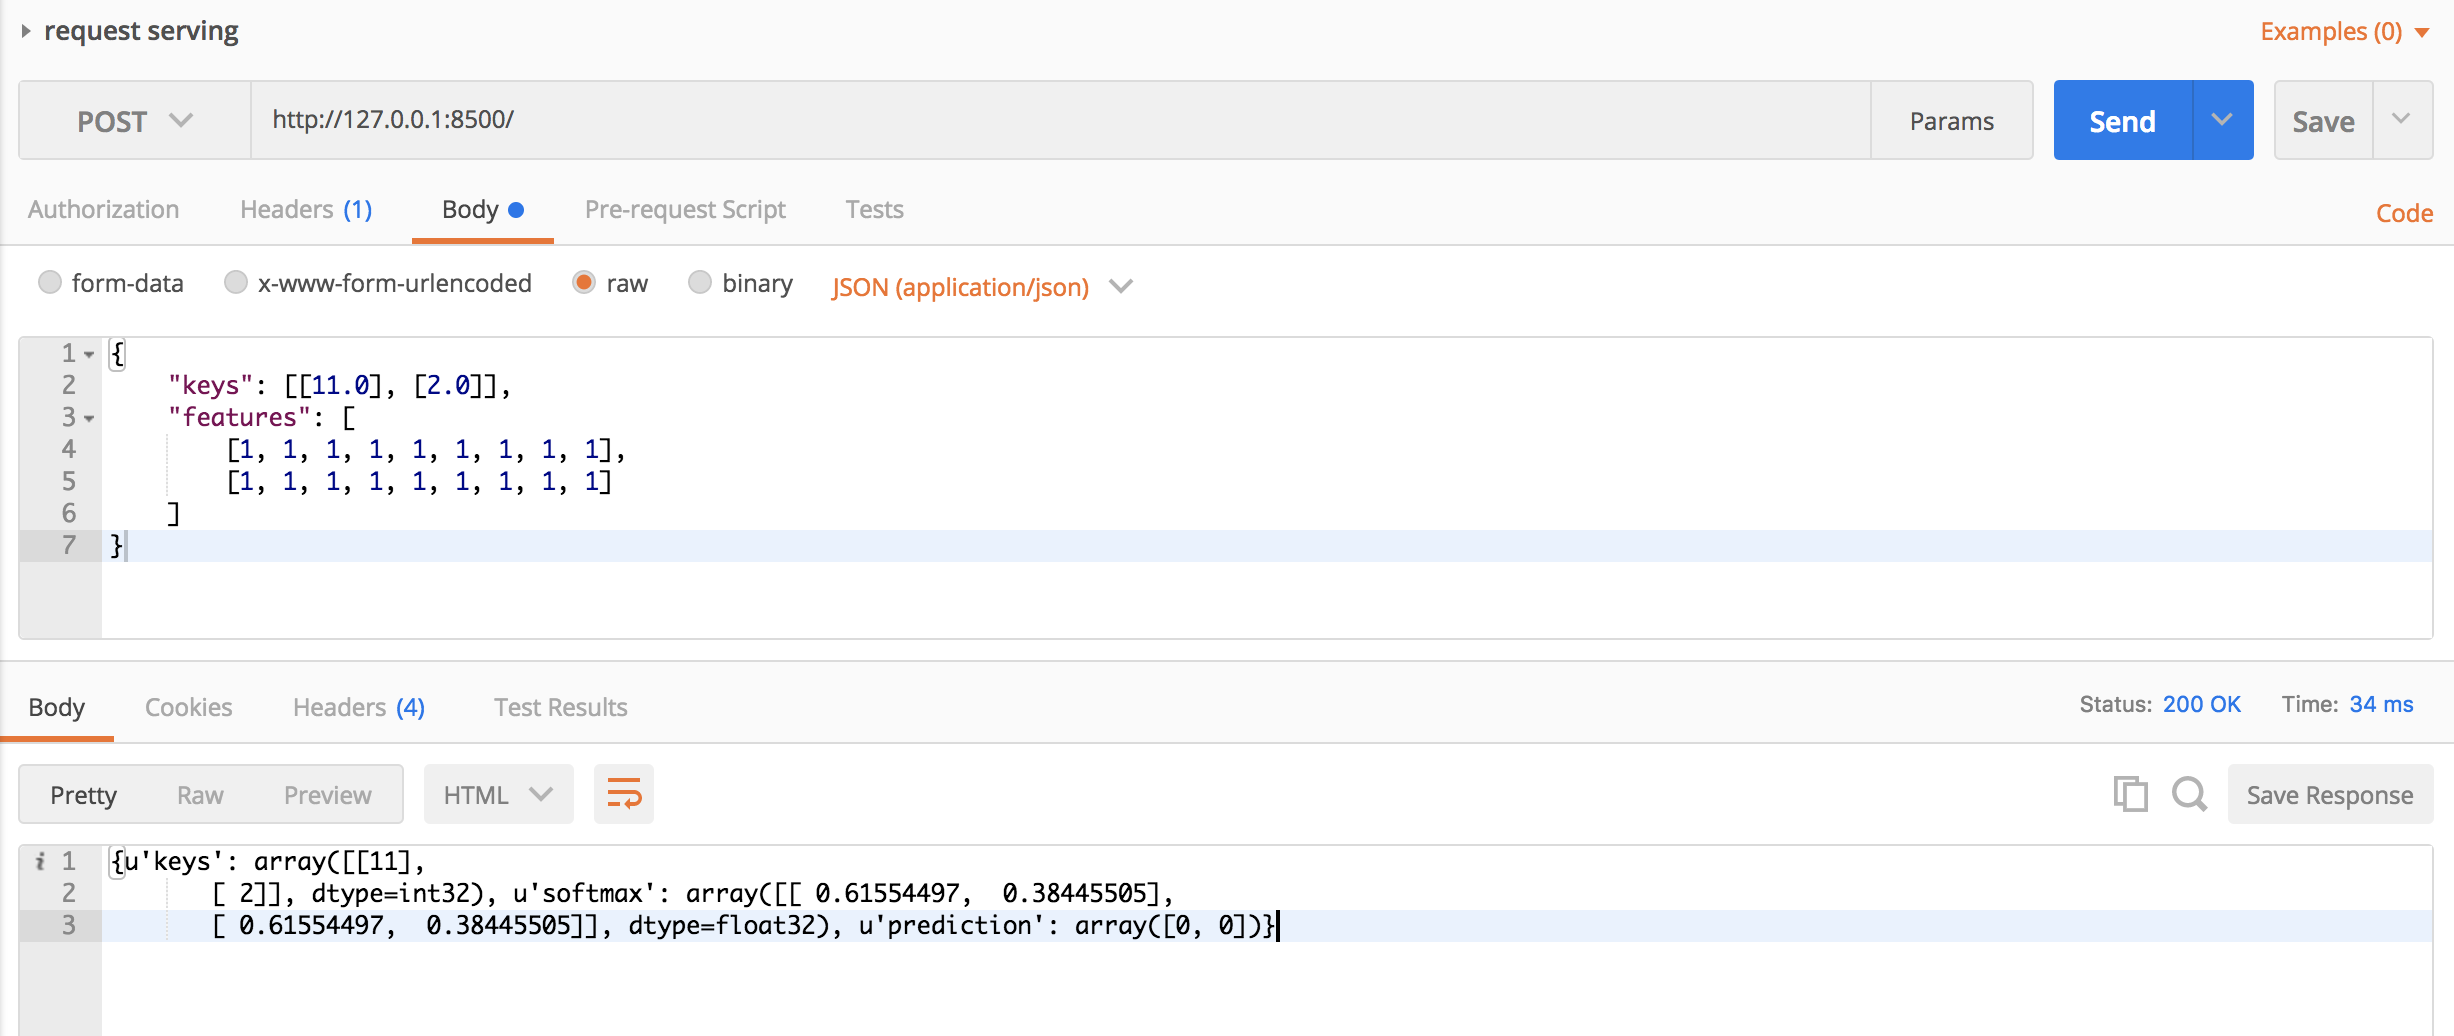 request serving Examples (0)
POST http://127.0.0.1:8500/ Params Send Save
Authorization Headers (1) Body Pre-request Script Tests Code
form-data x-www-form-urlencoded raw binary JSON (application/json)
1 {
2 "keys": [[11.0], [2.0]],
3 "features": [
4 [1, 1, 1, 1, 1, 1, 1, 1, 1],
5 [1, 1, 1, 1, 1, 1, 1, 1, 1]
6 ]
7 }
Body Cookies Headers (4) Test Results Status: 200 OK Time: 34 ms
Pretty Raw Preview HTML Save Response
i 1 {u'keys': array([[11],
2 [ 2]], dtype=int32), u'softmax': array([[ 0.61554497, 0.38445505],
3 [ 0.61554497, 0.38445505]], dtype=float32), u'prediction': array([0, 0])}